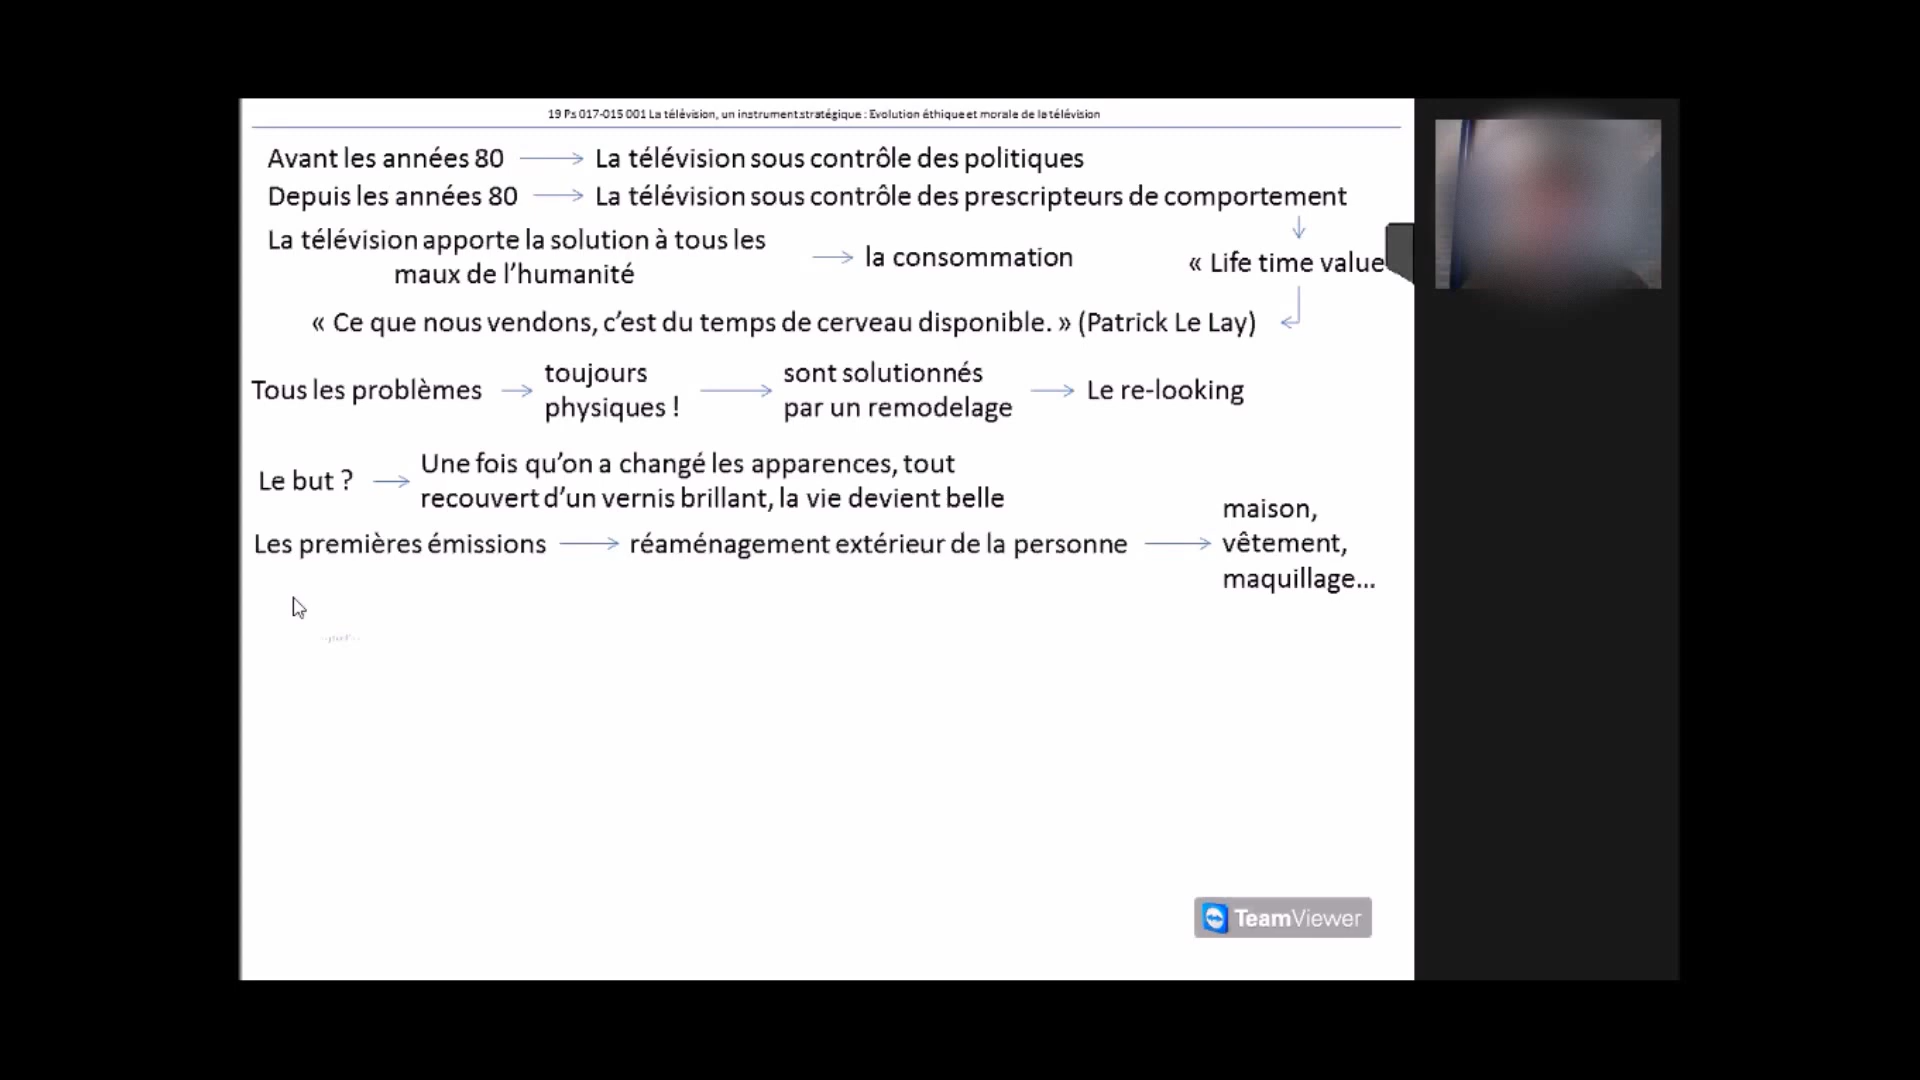 19 Ps 017-015 001 La télévision, un instrument stratégique : Evolution éthique et morale de la télévision
Avant les années 80 → La télévision sous contrôle des politiques
Depuis les années 80 → La télévision sous contrôle des prescripteurs de comportement
La télévision apporte la solution à tous les
maux de l'humanité
→ la consommation
« Life time value
« Ce que nous vendons, c'est du temps de cerveau disponible. » (Patrick Le Lay)
Tous les problèmes →
toujours
physiques !
→ sont solutionnés
par un remodelage
→ Le re-looking
Le but ? →
Une fois qu'on a changé les apparences, tout
recouvert d'un vernis brillant, la vie devient belle
Les premières émissions → réaménagement extérieur de la personne →
maison,
vêtement,
maquillage...
TeamViewer